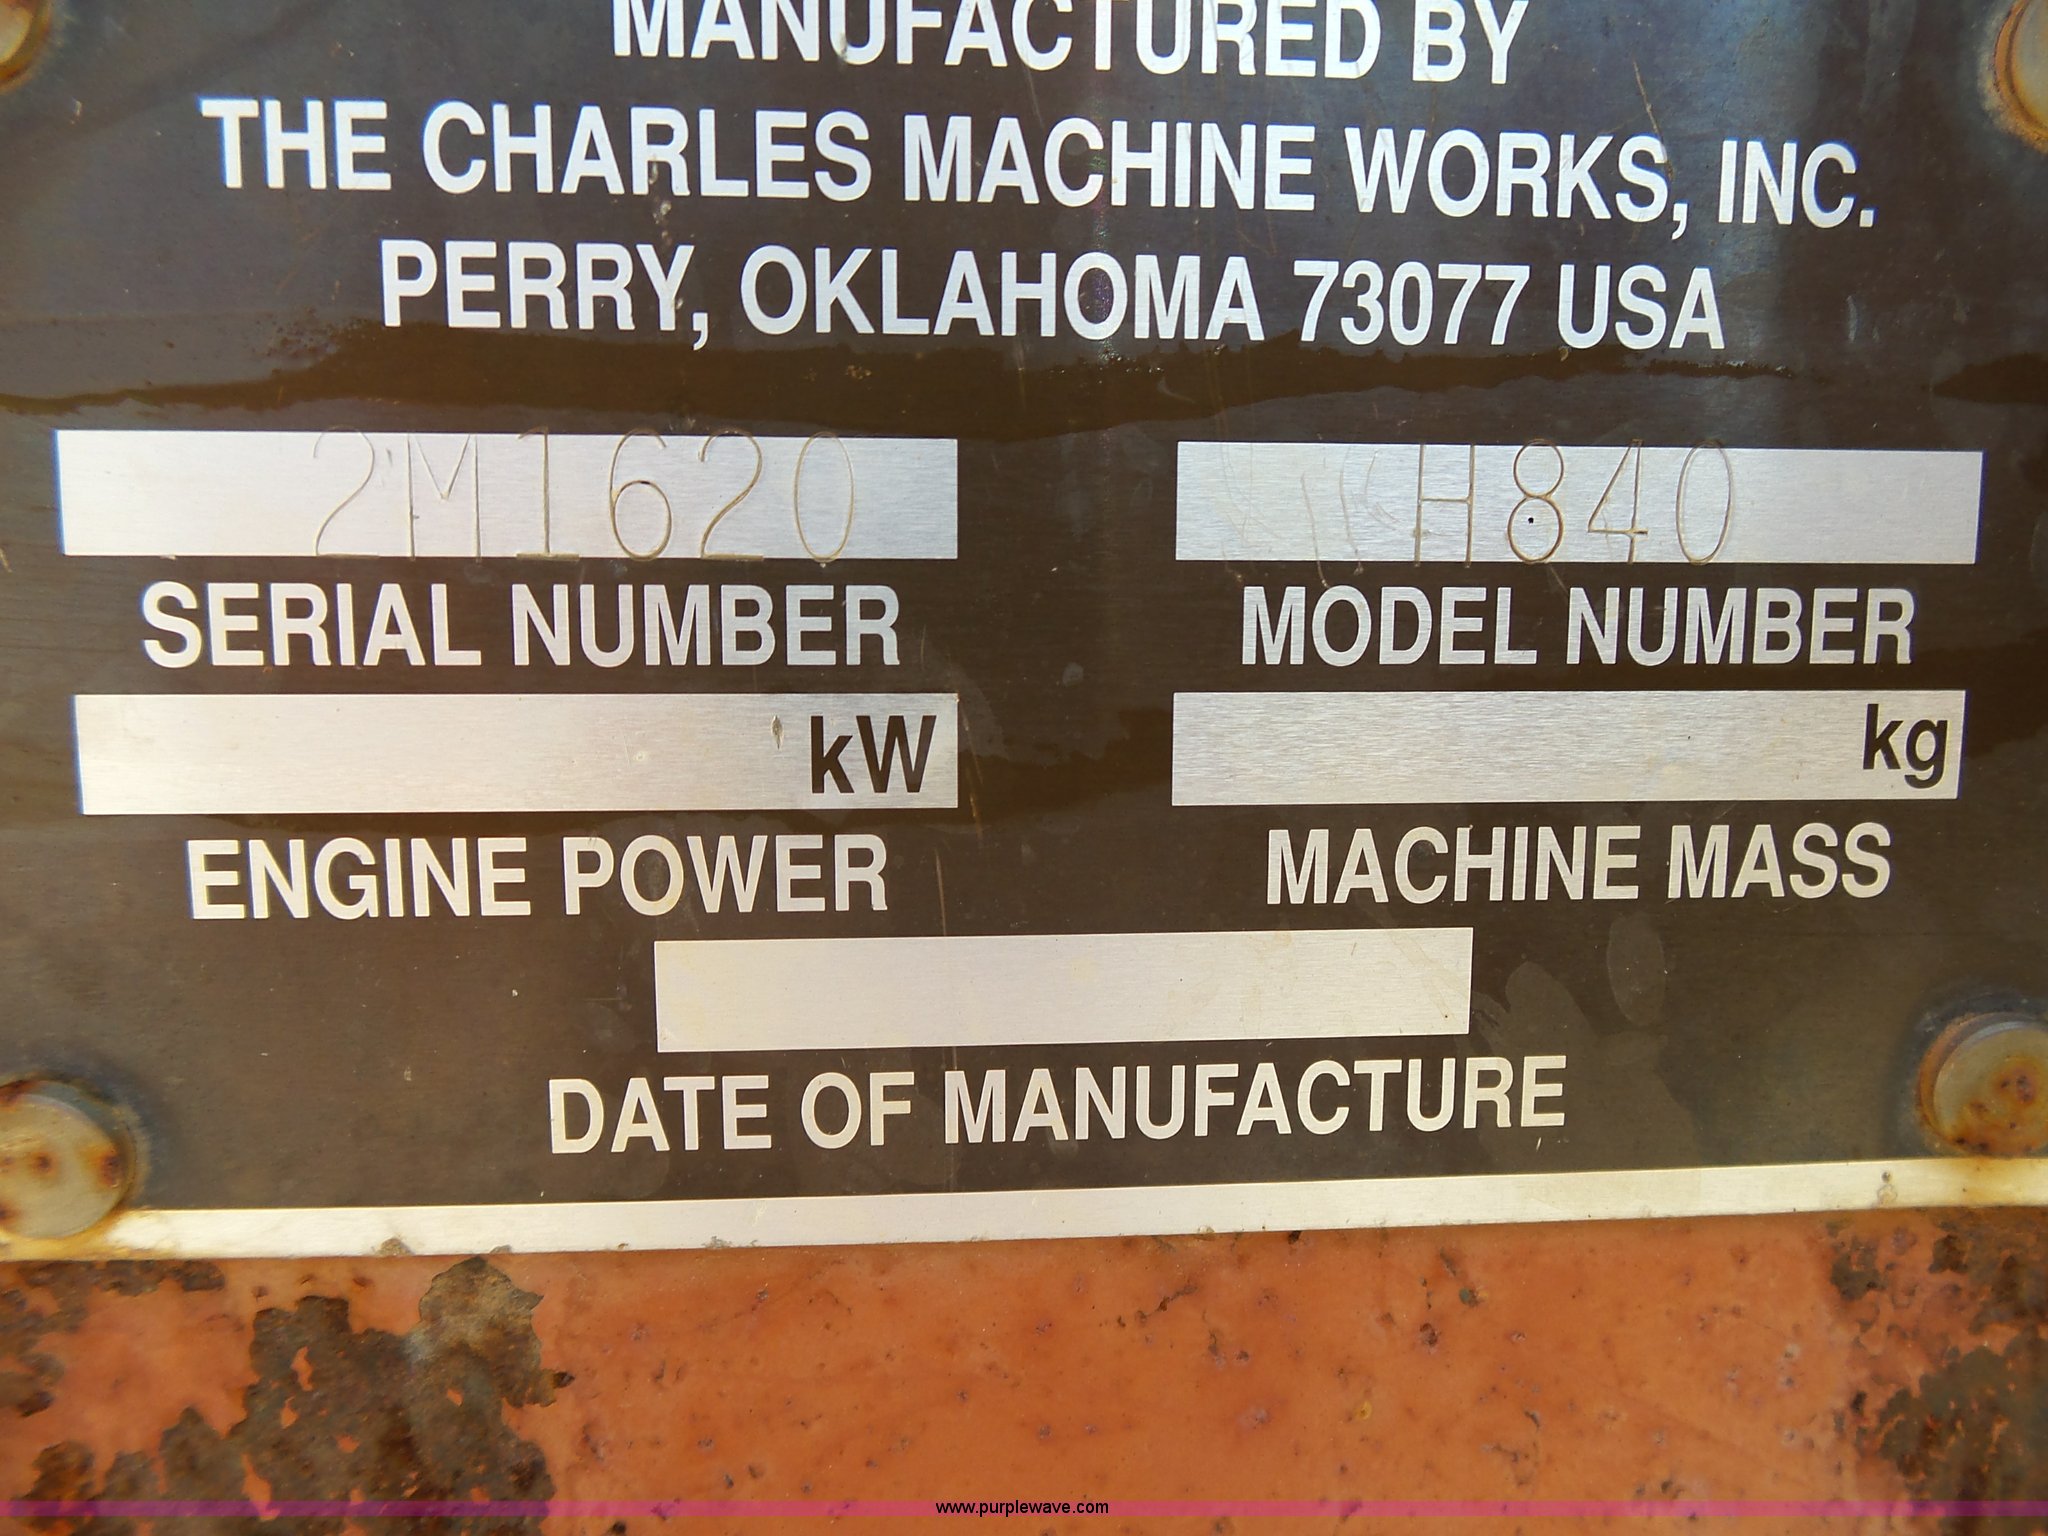 MANUFACTURED BY
THE CHARLES MACHINE WORKS, INC.
PERRY, OKLAHOMA 73077 USA
2M1620 H840
SERIAL NUMBER MODEL NUMBER
kW kg
ENGINE POWER MACHINE MASS
DATE OF MANUFACTURE
www.purplewave.com